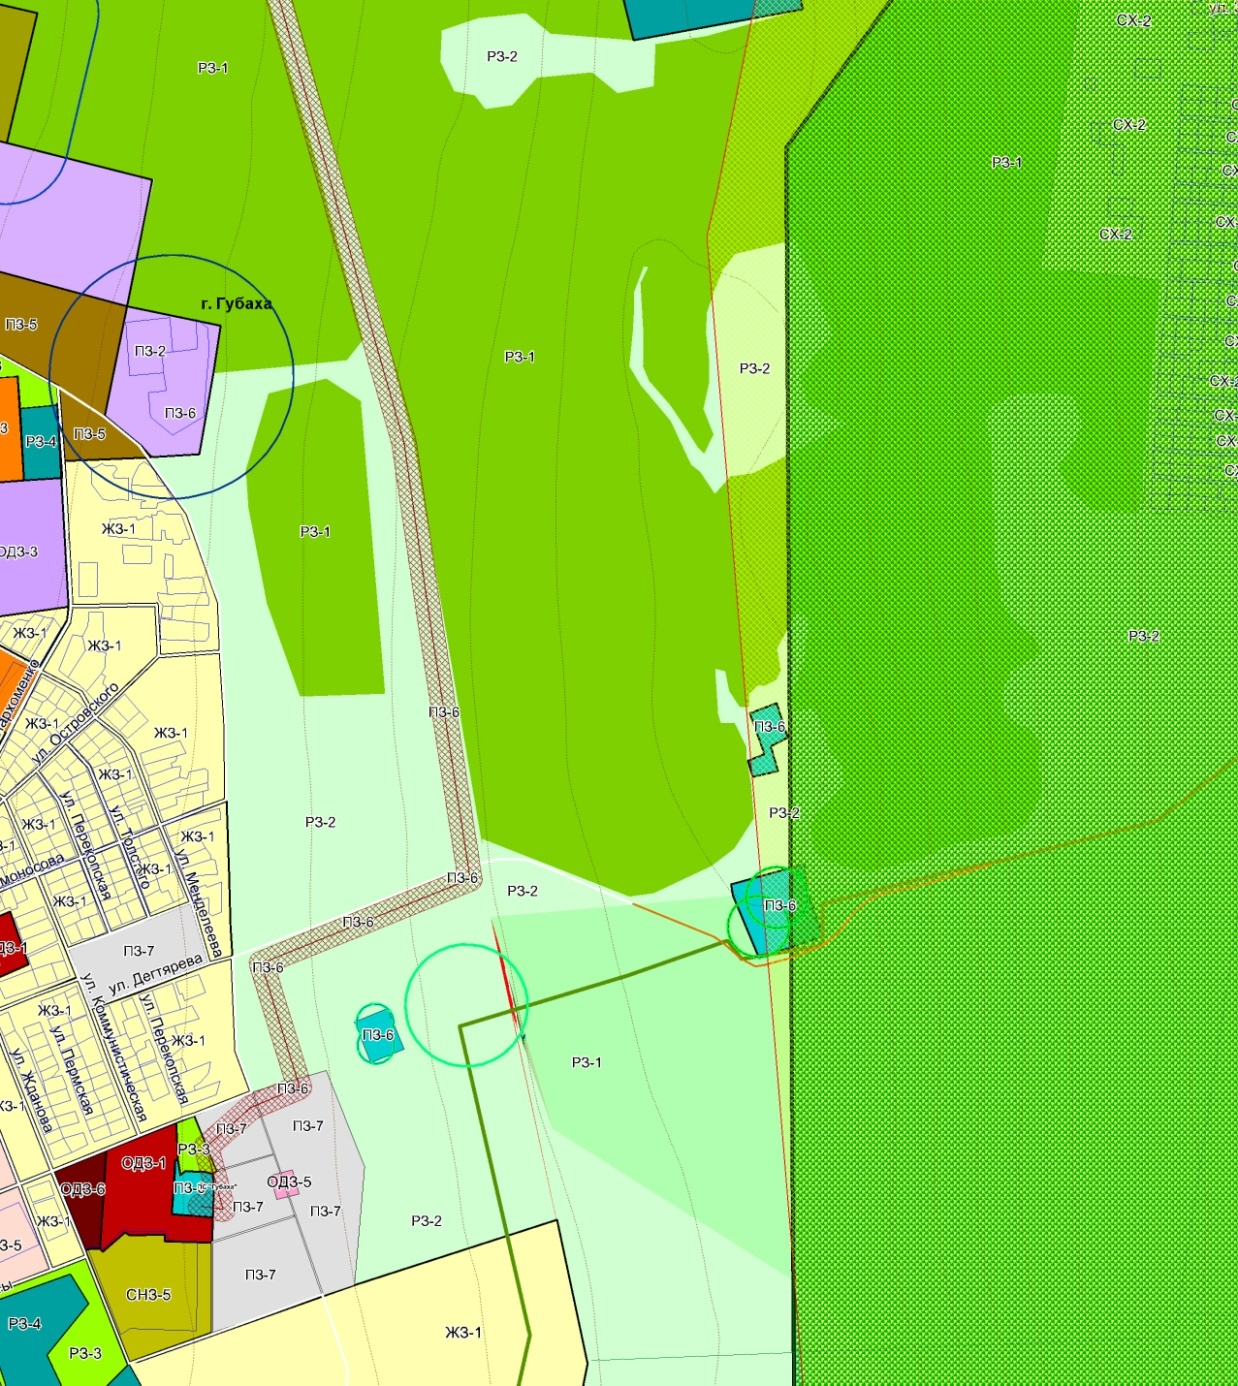 СХ-2
РЗ-2
РЗ-1
СХ-2
РЗ-1
СХ-2
СХ-2
г. Губаха
ПЗ-5
ПЗ-2
РЗ-1
РЗ-2
ПЗ-6
ПЗ-5
РЗ-4
ЖЗ-1
РЗ-1
ОДЗ-3
ЖЗ-1
ЖЗ-1
РЗ-2
ул. Островского
ПЗ-6
ЖЗ-1
ЖЗ-1
ПЗ-6
ЖЗ-1
ул. Перекопская
ул. Толстого
РЗ-2
РЗ-2
ЖЗ-1
ЖЗ-1
ул. Менделеева
ЖЗ-1
ПЗ-6
РЗ-2
ЖЗ-1
ПЗ-6
ПЗ-6
ПЗ-7
ул. Дегтярева
ПЗ-6
ЖЗ-1
ул. Коммунистическая
ул. Перекопская
ЖЗ-1
ПЗ-6
РЗ-1
ул. Пермская
ул. Жданова
ПЗ-6
ПЗ-7
ПЗ-7
РЗ-3
ОДЗ-1
ОДЗ-6
ОДЗ-5
ПЗ-7
ПЗ-7
РЗ-2
ЖЗ-1
ПЗ-7
СНЗ-5
РЗ-4
ЖЗ-1
РЗ-3